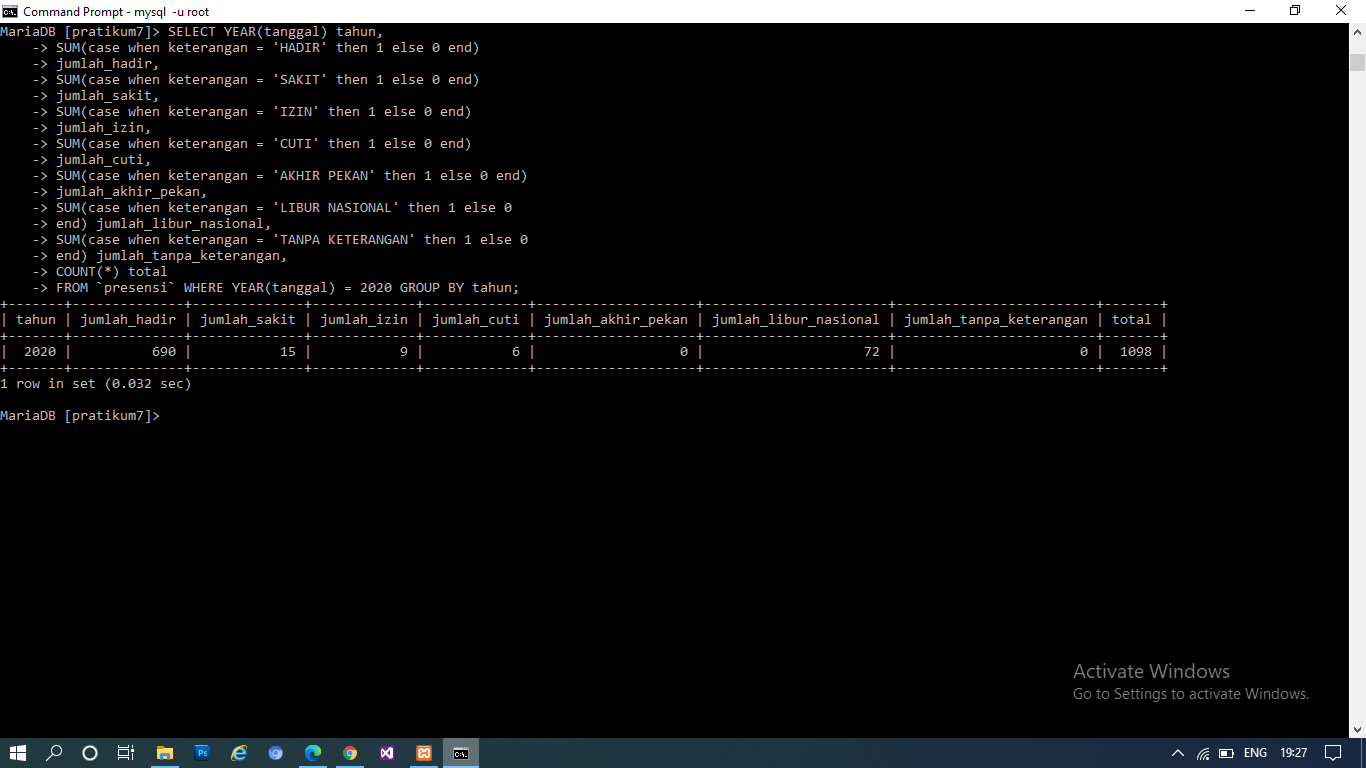 Command Prompt - mysql -u root
MariaDB [pratikum7]> SELECT YEAR(tanggal) tahun,
    -> SUM(case when keterangan = 'HADIR' then 1 else 0 end)
    -> jumlah_hadir,
    -> SUM(case when keterangan = 'SAKIT' then 1 else 0 end)
    -> jumlah_sakit,
    -> SUM(case when keterangan = 'IZIN' then 1 else 0 end)
    -> jumlah_izin,
    -> SUM(case when keterangan = 'CUTI' then 1 else 0 end)
    -> jumlah_cuti,
    -> SUM(case when keterangan = 'AKHIR PEKAN' then 1 else 0 end)
    -> jumlah_akhir_pekan,
    -> SUM(case when keterangan = 'LIBUR NASIONAL' then 1 else 0
    -> end) jumlah_libur_nasional,
    -> SUM(case when keterangan = 'TANPA KETERANGAN' then 1 else 0
    -> end) jumlah_tanpa_keterangan,
    -> COUNT(*) total
    -> FROM `presensi` WHERE YEAR(tanggal) = 2020 GROUP BY tahun;
| tahun | jumlah_hadir | jumlah_sakit | jumlah_izin | jumlah_cuti | jumlah_akhir_pekan | jumlah_libur_nasional | jumlah_tanpa_keterangan | total |
| 2020 | 690 | 15 | 9 | 6 | 0 | 72 | 0 | 1098 |
1 row in set (0.032 sec)
MariaDB [pratikum7]>
Activate Windows
Go to Settings to activate Windows.
Ps
ENG 19:27